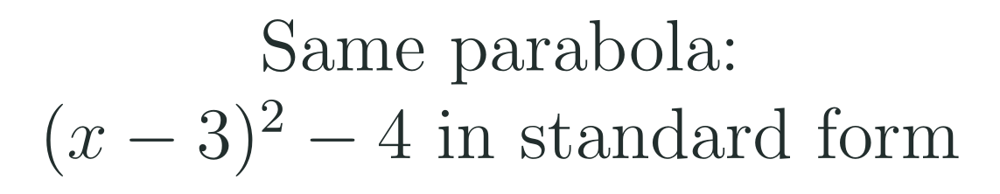 Same parabola:
(x − 3)² − 4 in standard form